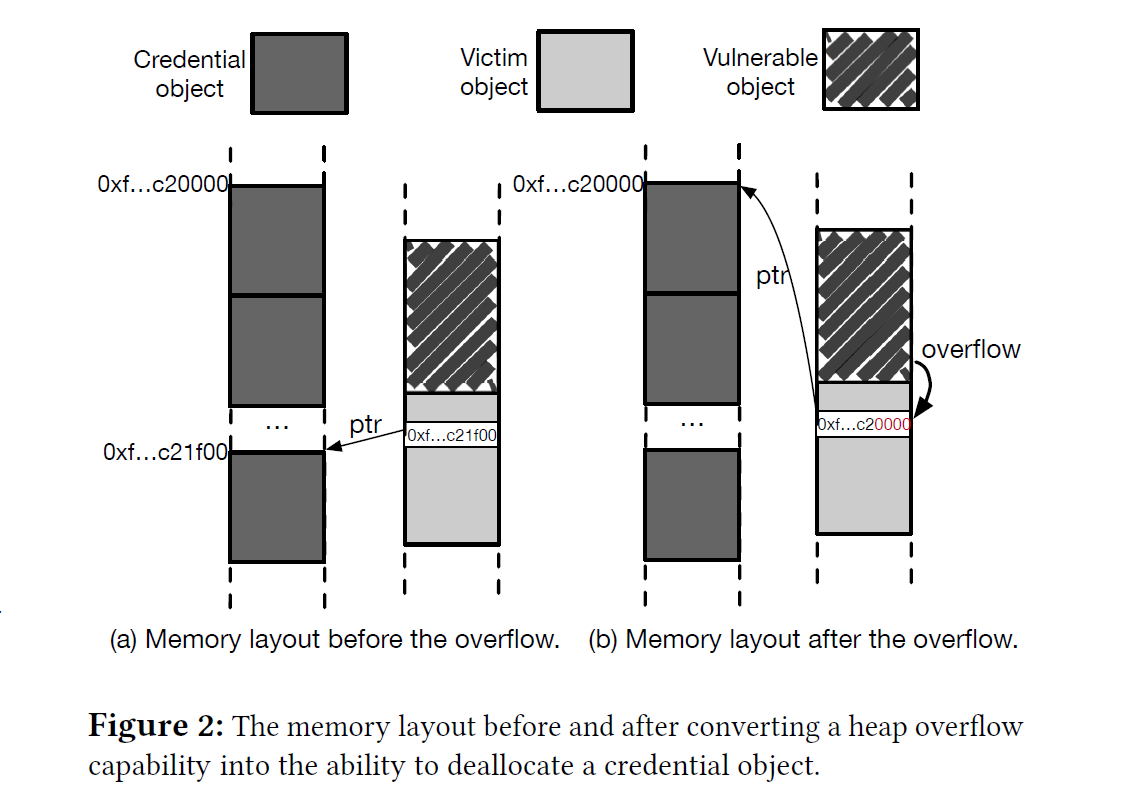 Credential
object
Victim
object
Vulnerable
object
0xf...c20000
...
0xf...c21f00
ptr
0xf...c21f00
0xf...c20000
...
ptr
overflow
0xf...c20000
(a) Memory layout before the overflow.
(b) Memory layout after the overflow.
Figure 2: The memory layout before and after converting a heap overflow
capability into the ability to deallocate a credential object.